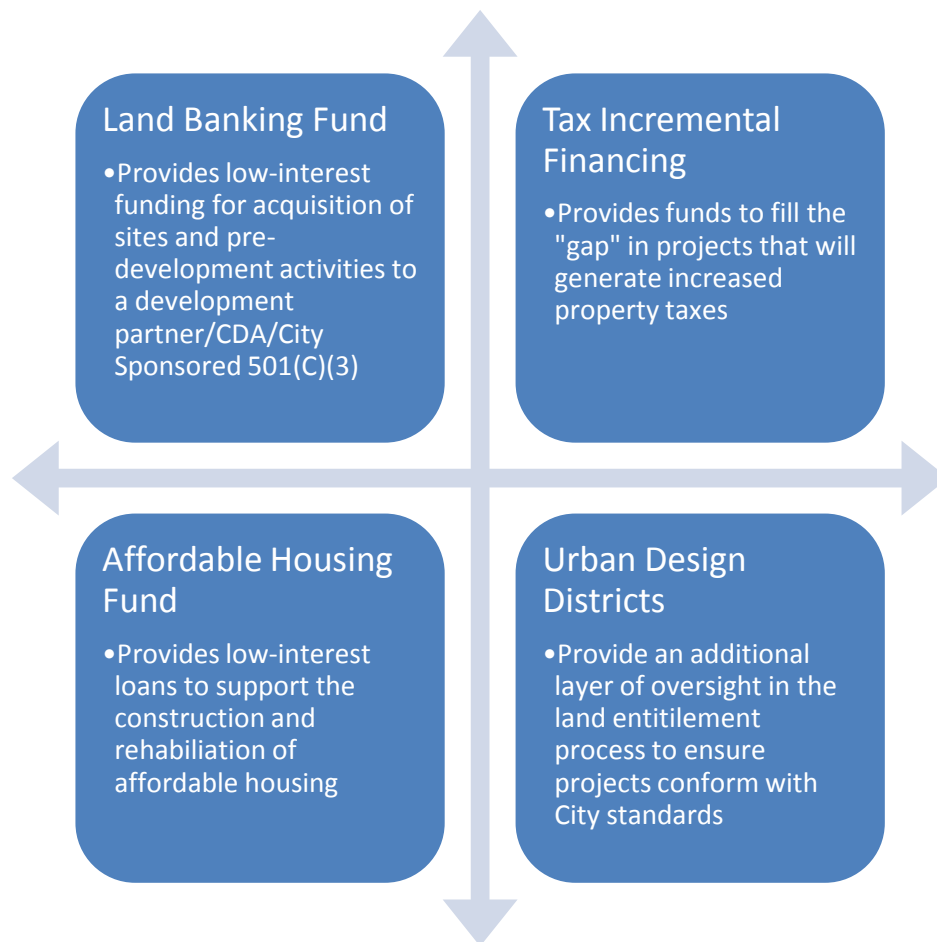 Land Banking Fund
•Provides low-interest
funding for acquisition of
sites and pre-
development activities to
a development
partner/CDA/City
Sponsored 501(C)(3)
Tax Incremental
Financing
•Provides funds to fill the
"gap" in projects that will
generate increased
property taxes
Affordable Housing
Fund
•Provides low-interest
loans to support the
construction and
rehabiliation of
affordable housing
Urban Design
Districts
•Provide an additional
layer of oversight in the
land entitilement
process to ensure
projects conform with
City standards